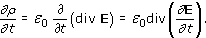 ∂ρ/∂t = ε₀ ∂/∂t (div E) = ε₀div(∂E/∂t).